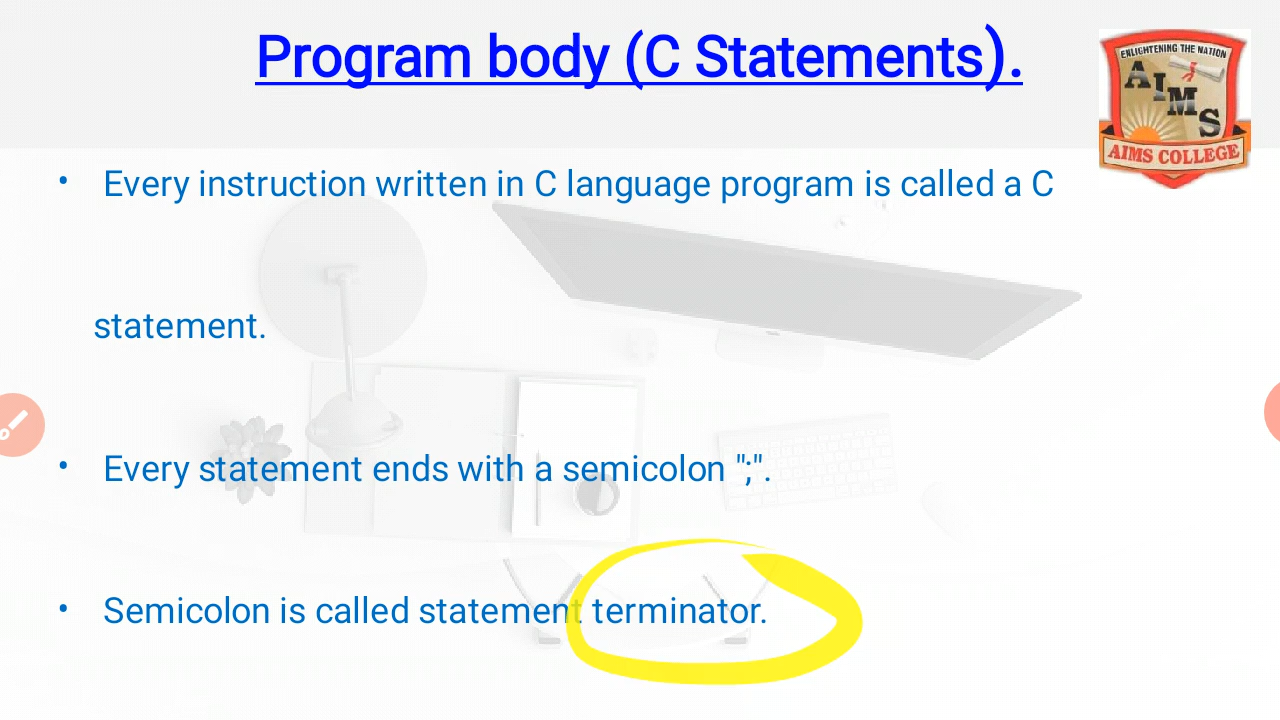 Program body (C Statements).
ENLIGHTENING THE NATION
AIMS
AIMS COLLEGE
• Every instruction written in C language program is called a C
statement.
• Every statement ends with a semicolon ";".
• Semicolon is called statement terminator.